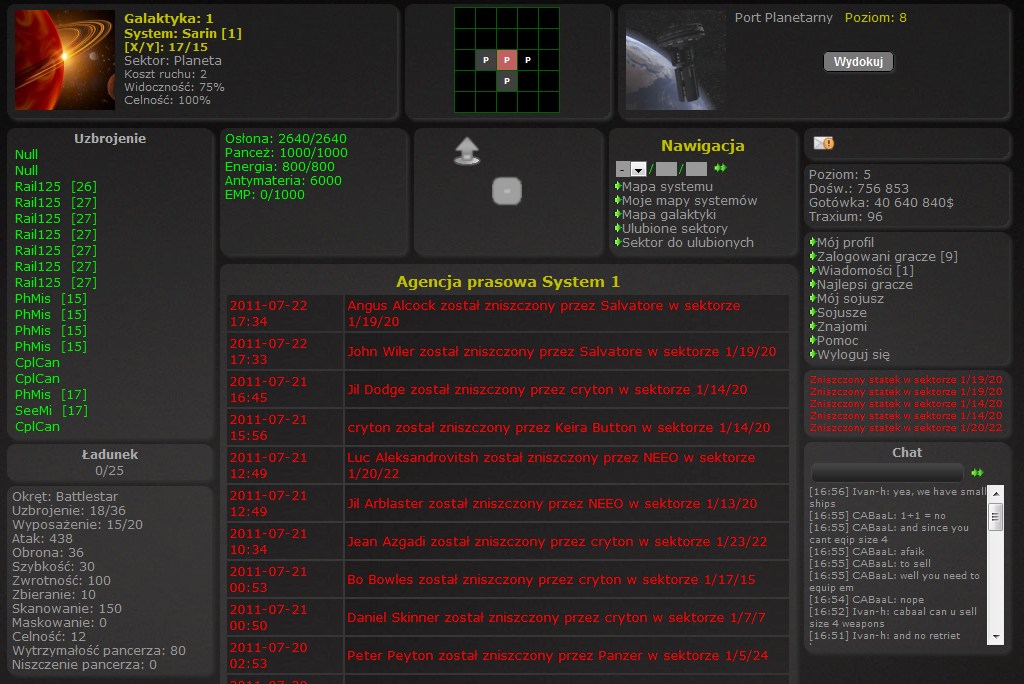 Galaktyka: 1
System: Sarin [1]
[X/Y]: 17/15
Sektor: Planeta
Koszt ruchu: 2
Widoczność: 75%
Celność: 100%
P P P
P
Port Planetarny Poziom: 8
Wydokuj
Uzbrojenie
Null
Null
Rail125 [26]
Rail125 [27]
Rail125 [27]
Rail125 [27]
Rail125 [27]
Rail125 [27]
Rail125 [27]
PhMis [15]
PhMis [15]
PhMis [15]
PhMis [15]
CplCan
CplCan
PhMis [17]
SeeMi [17]
CplCan
Ładunek
0/25
Okręt: Battlestar
Uzbrojenie: 18/36
Wyposażenie: 15/20
Atak: 438
Obrona: 36
Szybkość: 30
Zwrotność: 100
Zbieranie: 10
Skanowanie: 150
Maskowanie: 0
Celność: 12
Wytrzymałość pancerza: 80
Niszczenie pancerza: 0
Osłona: 2640/2640
Pancerż: 1000/1000
Energia: 800/800
Antymateria: 6000
EMP: 0/1000
Nawigacja
- / /
Mapa systemu
Moje mapy systemów
Mapa galaktyki
Ulubione sektory
Sektor do ulubionych
Agencja prasowa System 1
2011-07-22 17:34 Angus Alcock został zniszczony przez Salvatore w sektorze 1/19/20
2011-07-22 17:33 John Wiler został zniszczony przez Salvatore w sektorze 1/19/20
2011-07-21 16:45 Jil Dodge został zniszczony przez cryton w sektorze 1/14/20
2011-07-21 15:56 cryton został zniszczony przez Keira Button w sektorze 1/14/20
2011-07-21 12:49 Luc Aleksandrovitsh został zniszczony przez NEEO w sektorze 1/20/22
2011-07-21 12:49 Jil Arblaster został zniszczony przez NEEO w sektorze 1/13/20
2011-07-21 10:34 Jean Azgadi został zniszczony przez cryton w sektorze 1/23/22
2011-07-21 00:53 Bo Bowles został zniszczony przez cryton w sektorze 1/17/15
2011-07-21 00:50 Daniel Skinner został zniszczony przez cryton w sektorze 1/7/7
2011-07-20 02:53 Peter Peyton został zniszczony przez Panzer w sektorze 1/5/24
Poziom: 5
Dośw.: 756 853
Gotówka: 40 640 840$
Traxium: 96
Mój profil
Zalogowani gracze [9]
Wiadomości [1]
Najlepsi gracze
Mój sojusz
Sojusze
Znajomi
Pomoc
Wyloguj się
Zniszczony statek w sektorze 1/19/20
Zniszczony statek w sektorze 1/19/20
Zniszczony statek w sektorze 1/14/20
Zniszczony statek w sektorze 1/14/20
Zniszczony statek w sektorze 1/20/22
Chat
[16:56] Ivan-h: yea, we have small
ships
[16:55] CABaaL: 1+1 = no
[16:55] CABaaL: and since you
cant eqip size 4
[16:55] CABaaL: afaik
[16:55] CABaaL: to sell
[16:55] CABaaL: well you need to
equip em
[16:54] CABaaL: nope
[16:52] Ivan-h: cabaal can u sell
size 4 weapons
[16:51] Ivan-h: and no retriet